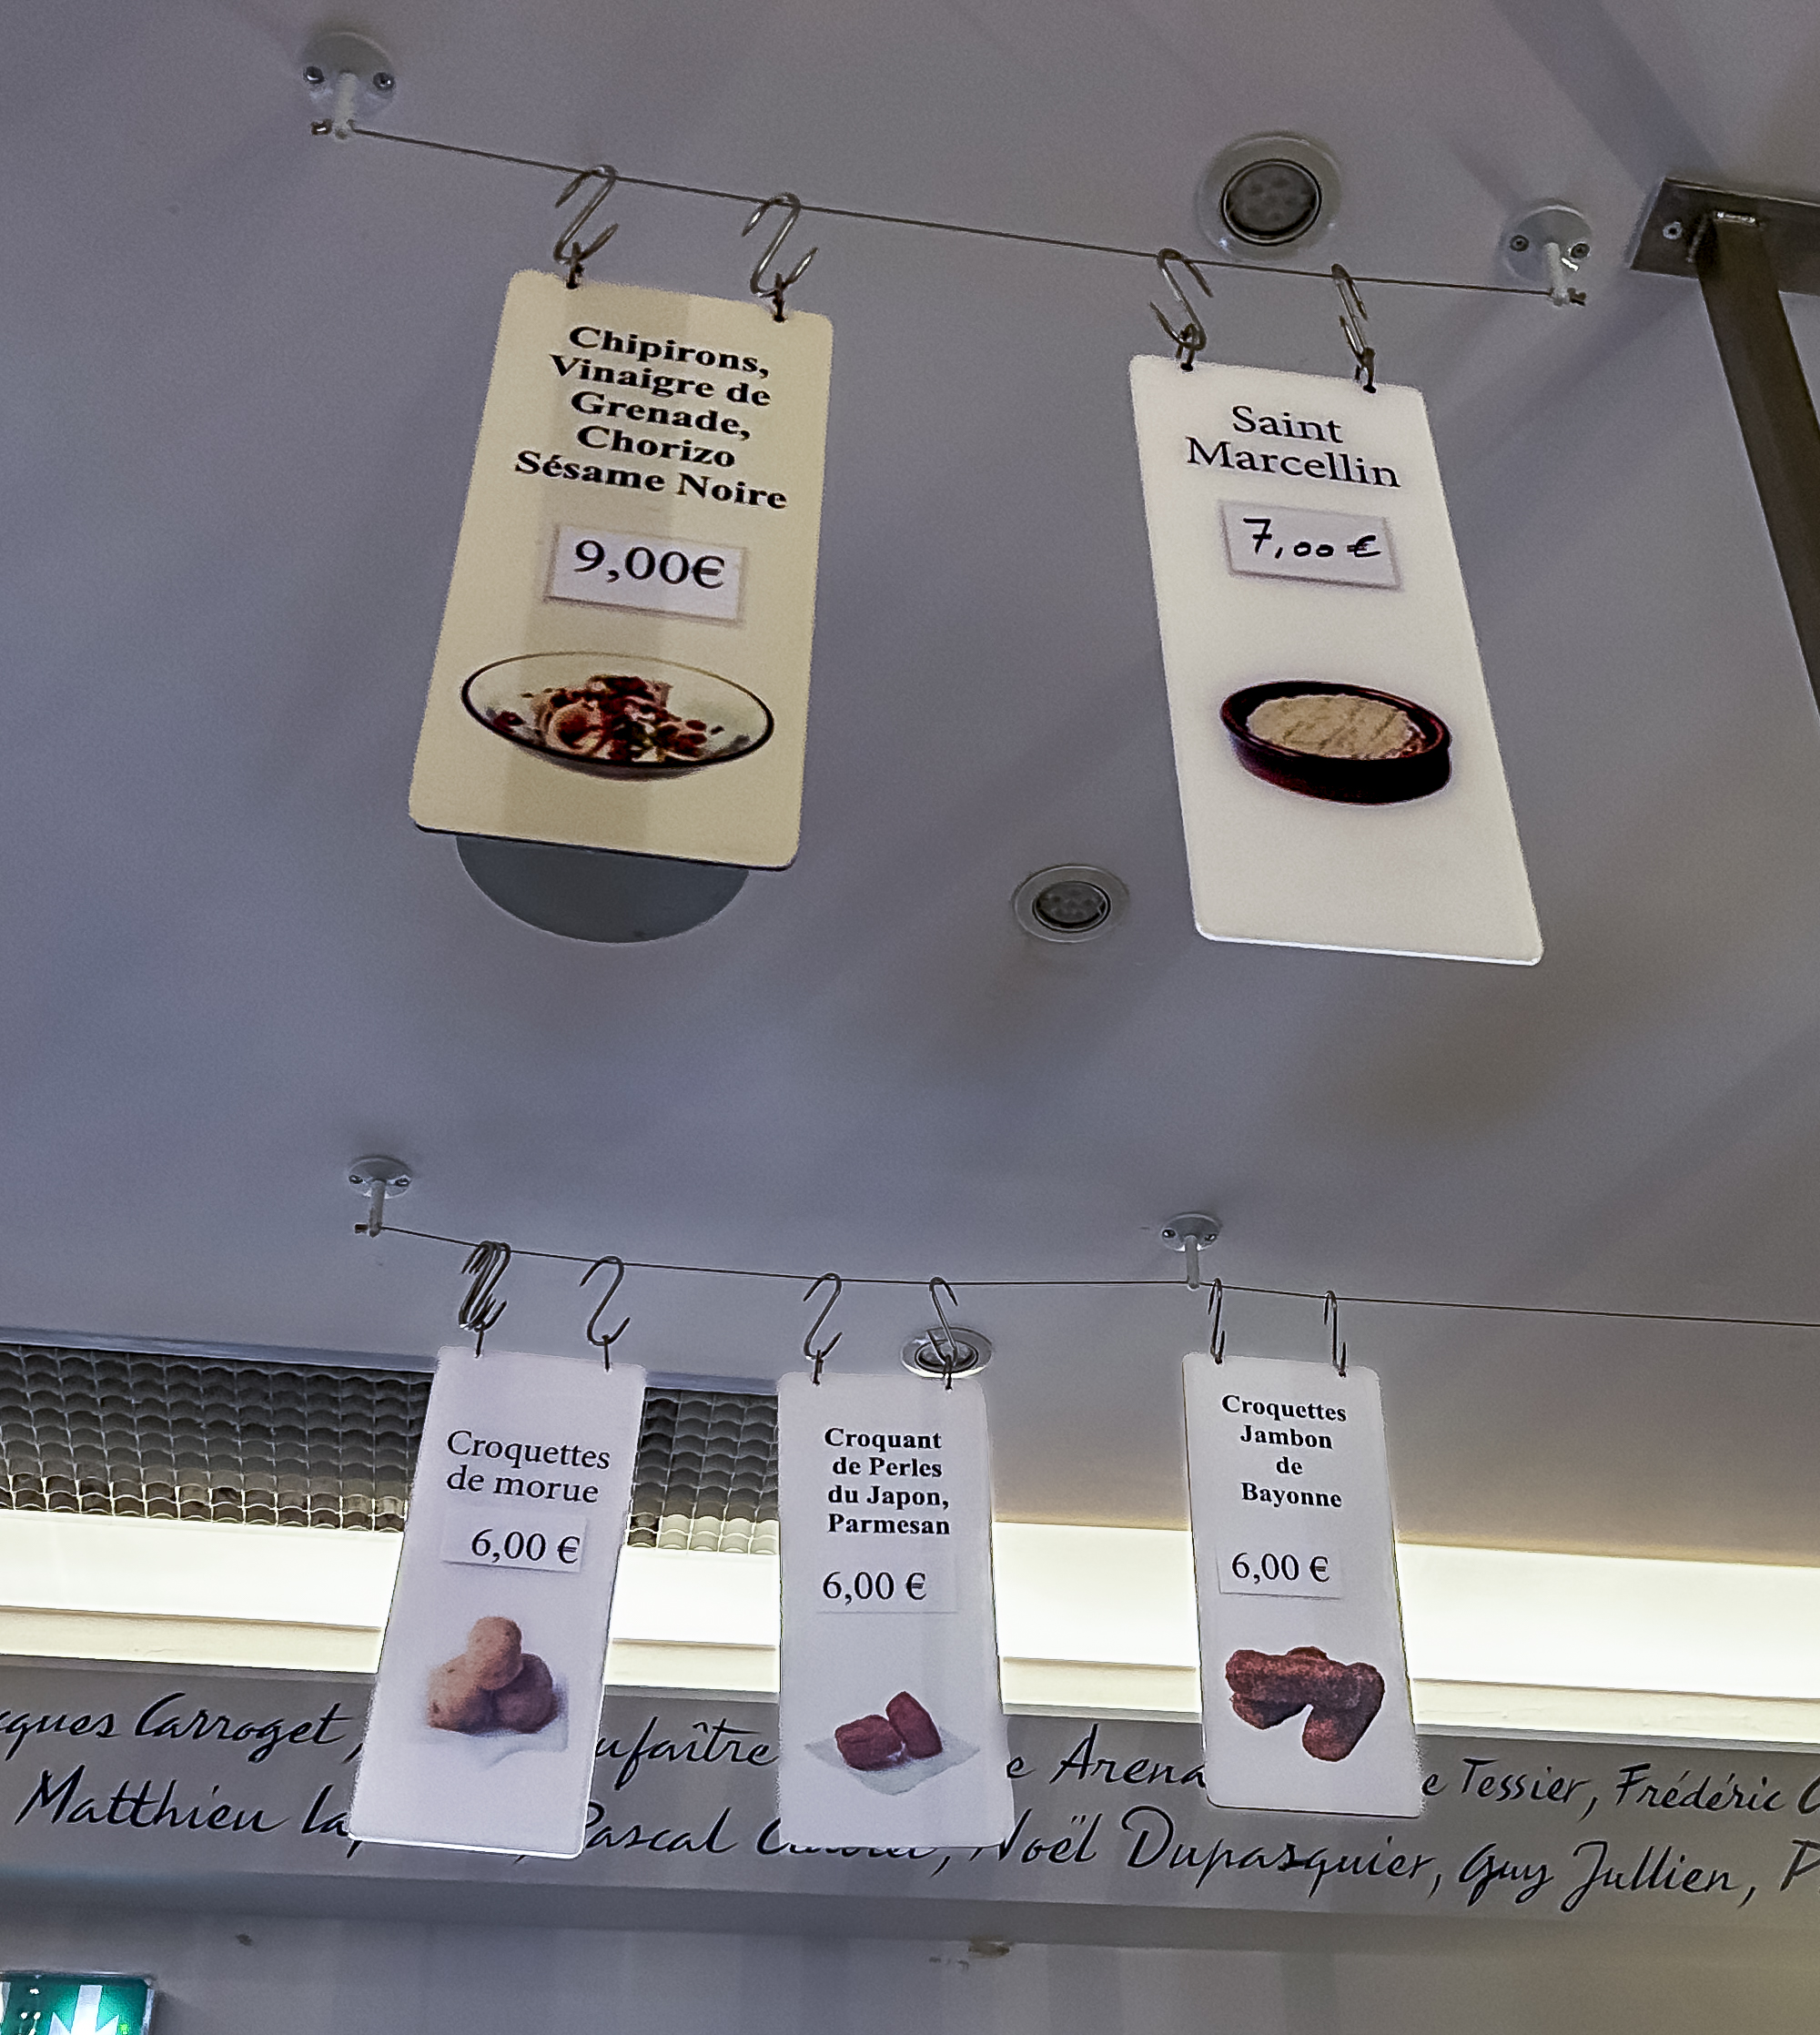 Chipirons,
Vinaigre de
Grenade,
Chorizo
Sésame Noire
9,00€
Saint
Marcellin
7,00 €
Croquettes
de morue
6,00 €
Croquant
de Perles
du Japon,
Parmesan
6,00 €
Croquettes
Jambon
de
Bayonne
6,00 €
Carroget, Tessier, Frédéric
Matthieu Pascal Noël Dupasquier, Guy Jullien,